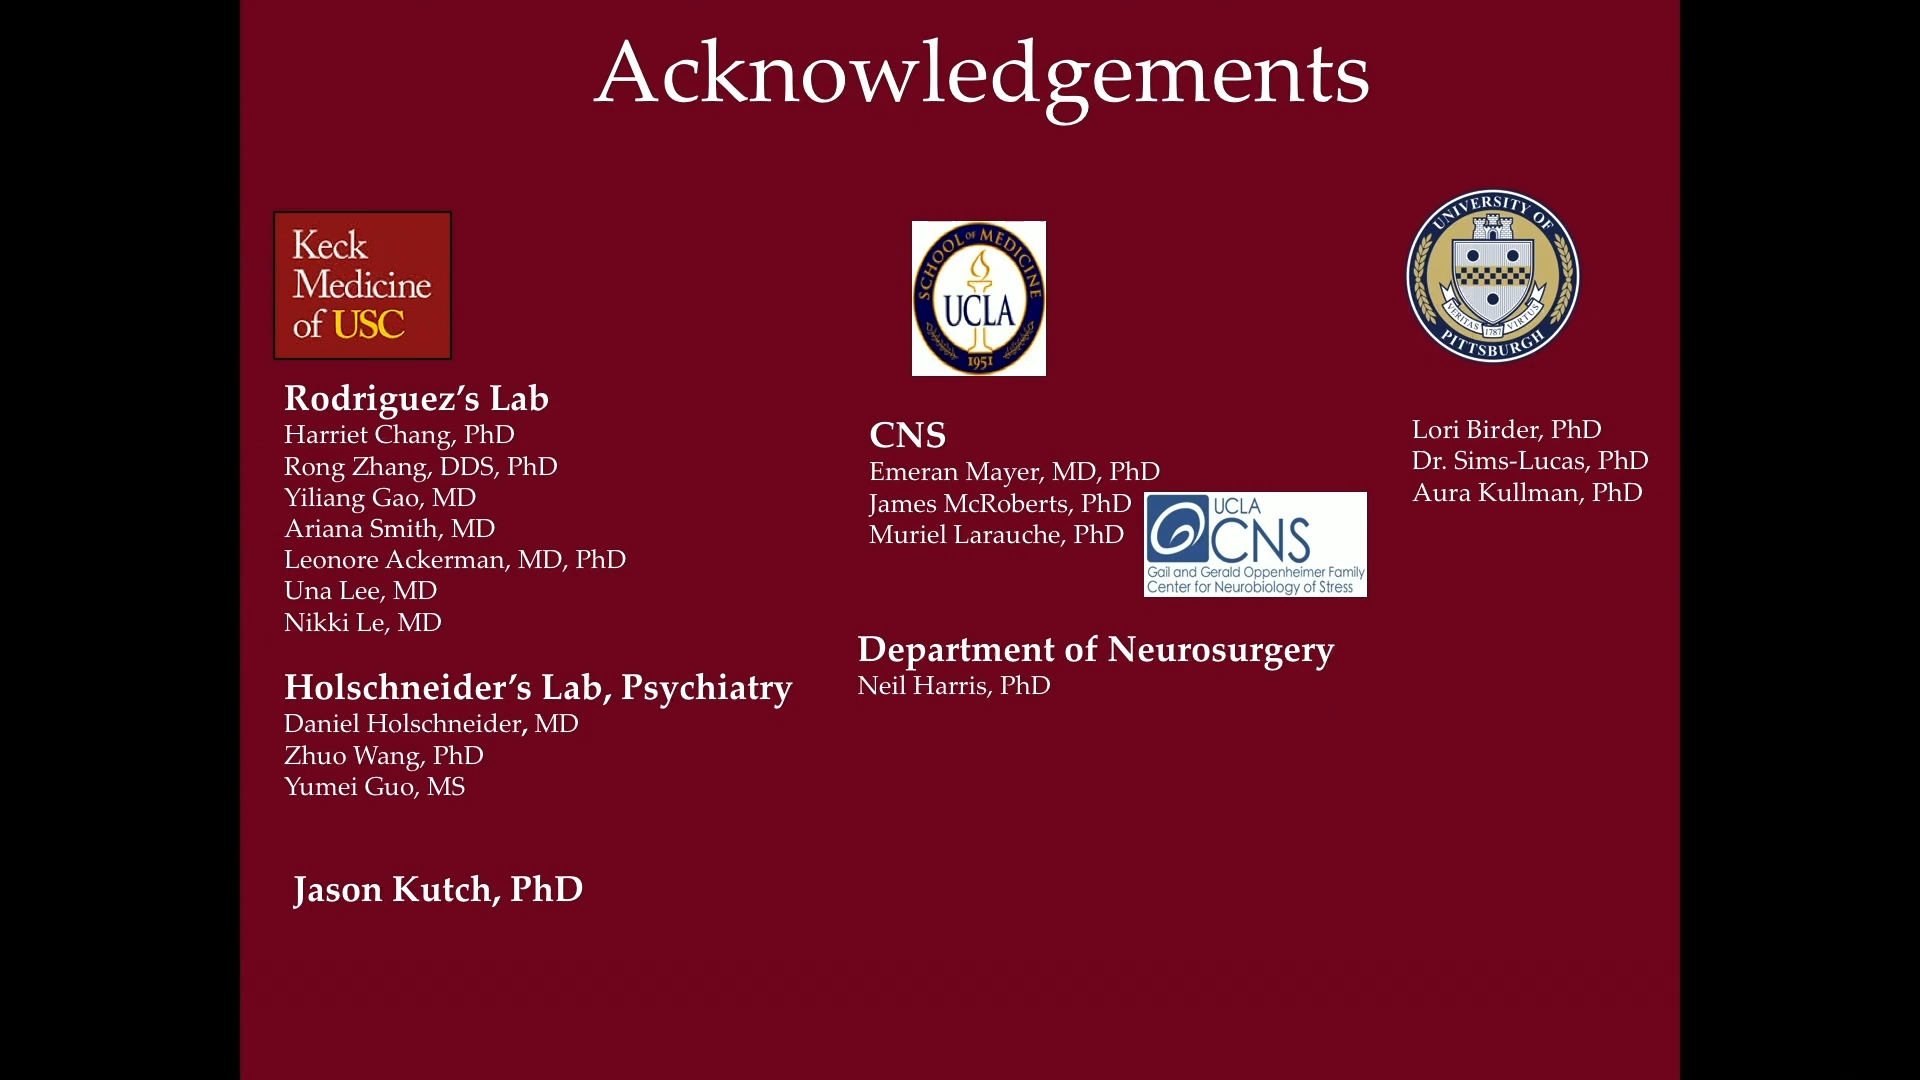 Acknowledgements
Keck
Medicine
of USC
Rodriguez’s Lab
Harriet Chang, PhD
Rong Zhang, DDS, PhD
Yiliang Gao, MD
Ariana Smith, MD
Leonore Ackerman, MD, PhD
Una Lee, MD
Nikki Le, MD
Holschneider’s Lab, Psychiatry
Daniel Holschneider, MD
Zhuo Wang, PhD
Yumei Guo, MS
Jason Kutch, PhD
SCHOOL OF MEDICINE
UCLA
1951
CNS
Emeran Mayer, MD, PhD
James McRoberts, PhD
Muriel Larauche, PhD
UCLA
CNS
Gail and Gerald Oppenheimer Family
Center for Neurobiology of Stress
Department of Neurosurgery
Neil Harris, PhD
UNIVERSITY OF
VERITAS 1787 VIRTUS
PITTSBURGH
Lori Birder, PhD
Dr. Sims-Lucas, PhD
Aura Kullman, PhD